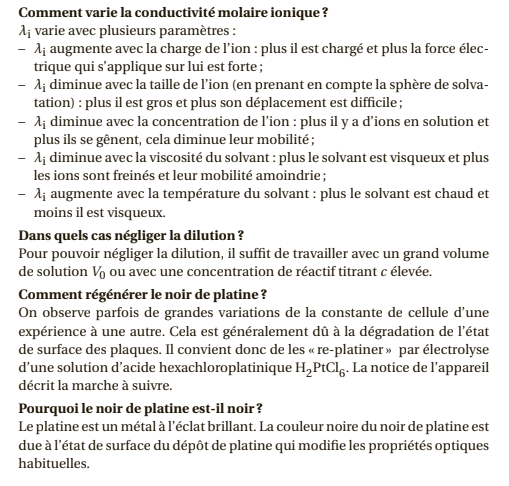 Comment varie la conductivité molaire ionique ?
λi varie avec plusieurs paramètres :
– λi augmente avec la charge de l'ion : plus il est chargé et plus la force élec-
trique qui s'applique sur lui est forte ;
– λi diminue avec la taille de l'ion (en prenant en compte la sphère de solva-
tation) : plus il est gros et plus son déplacement est difficile ;
– λi diminue avec la concentration de l'ion : plus il y a d'ions en solution et
plus ils se gênent, cela diminue leur mobilité ;
– λi diminue avec la viscosité du solvant : plus le solvant est visqueux et plus
les ions sont freinés et leur mobilité amoindrie ;
– λi augmente avec la température du solvant : plus le solvant est chaud et
moins il est visqueux.
Dans quels cas négliger la dilution ?
Pour pouvoir négliger la dilution, il suffit de travailler avec un grand volume
de solution V0 ou avec une concentration de réactif titrant c élevée.
Comment régénérer le noir de platine ?
On observe parfois de grandes variations de la constante de cellule d'une
expérience à une autre. Cela est généralement dû à la dégradation de l'état
de surface des plaques. Il convient donc de les « re-platiner » par électrolyse
d'une solution d'acide hexachloroplatinique H2PtCl6. La notice de l'appareil
décrit la marche à suivre.
Pourquoi le noir de platine est-il noir ?
Le platine est un métal à l'éclat brillant. La couleur noire du noir de platine est
due à l'état de surface du dépôt de platine qui modifie les propriétés optiques
habituelles.